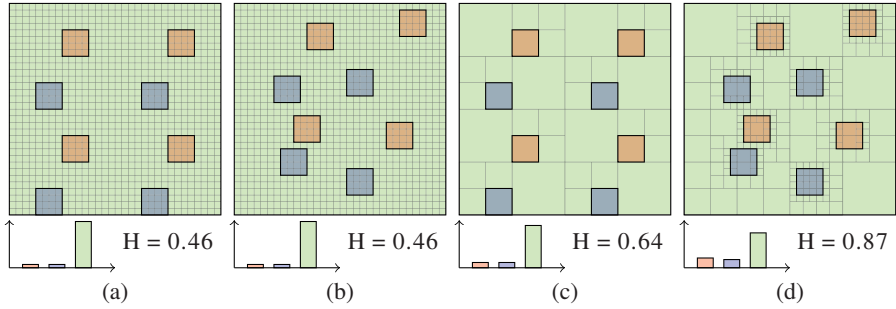 H = 0.46
H = 0.46
H = 0.64
H = 0.87
(a)
(b)
(c)
(d)